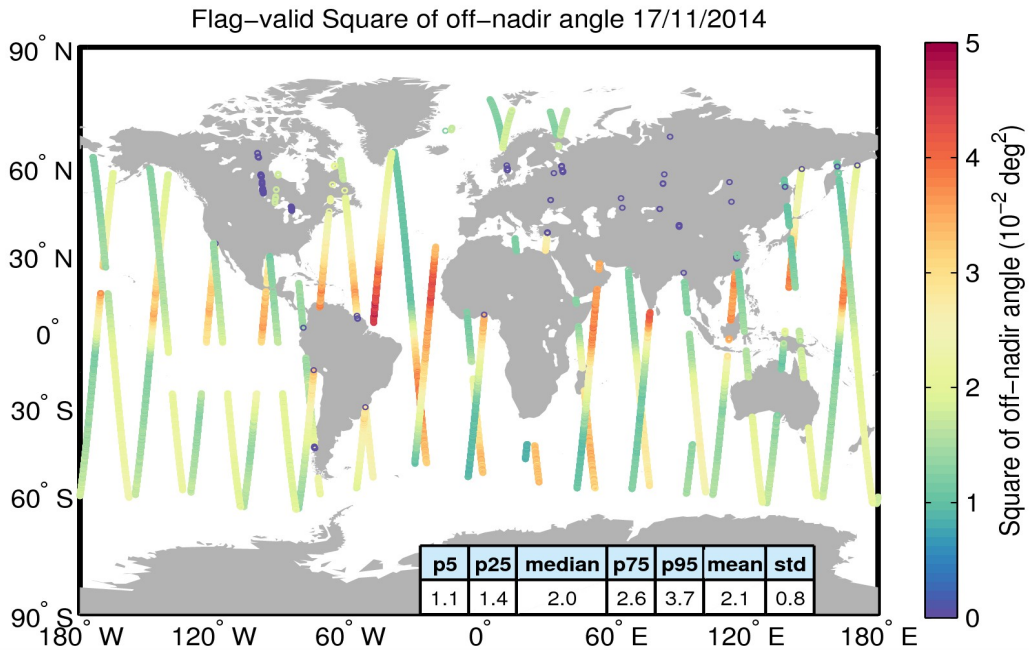 Flag−valid Square of off−nadir angle 17/11/2014
90° N
60° N
30° N
0°
30° S
60° S
90° S
180° W
120° W
60° W
0°
60° E
120° E
180° E
p5 p25 median p75 p95 mean std
1.1 1.4 2.0 2.6 3.7 2.1 0.8
5
4
3
2
1
0
Square of off−nadir angle (10⁻² deg²)